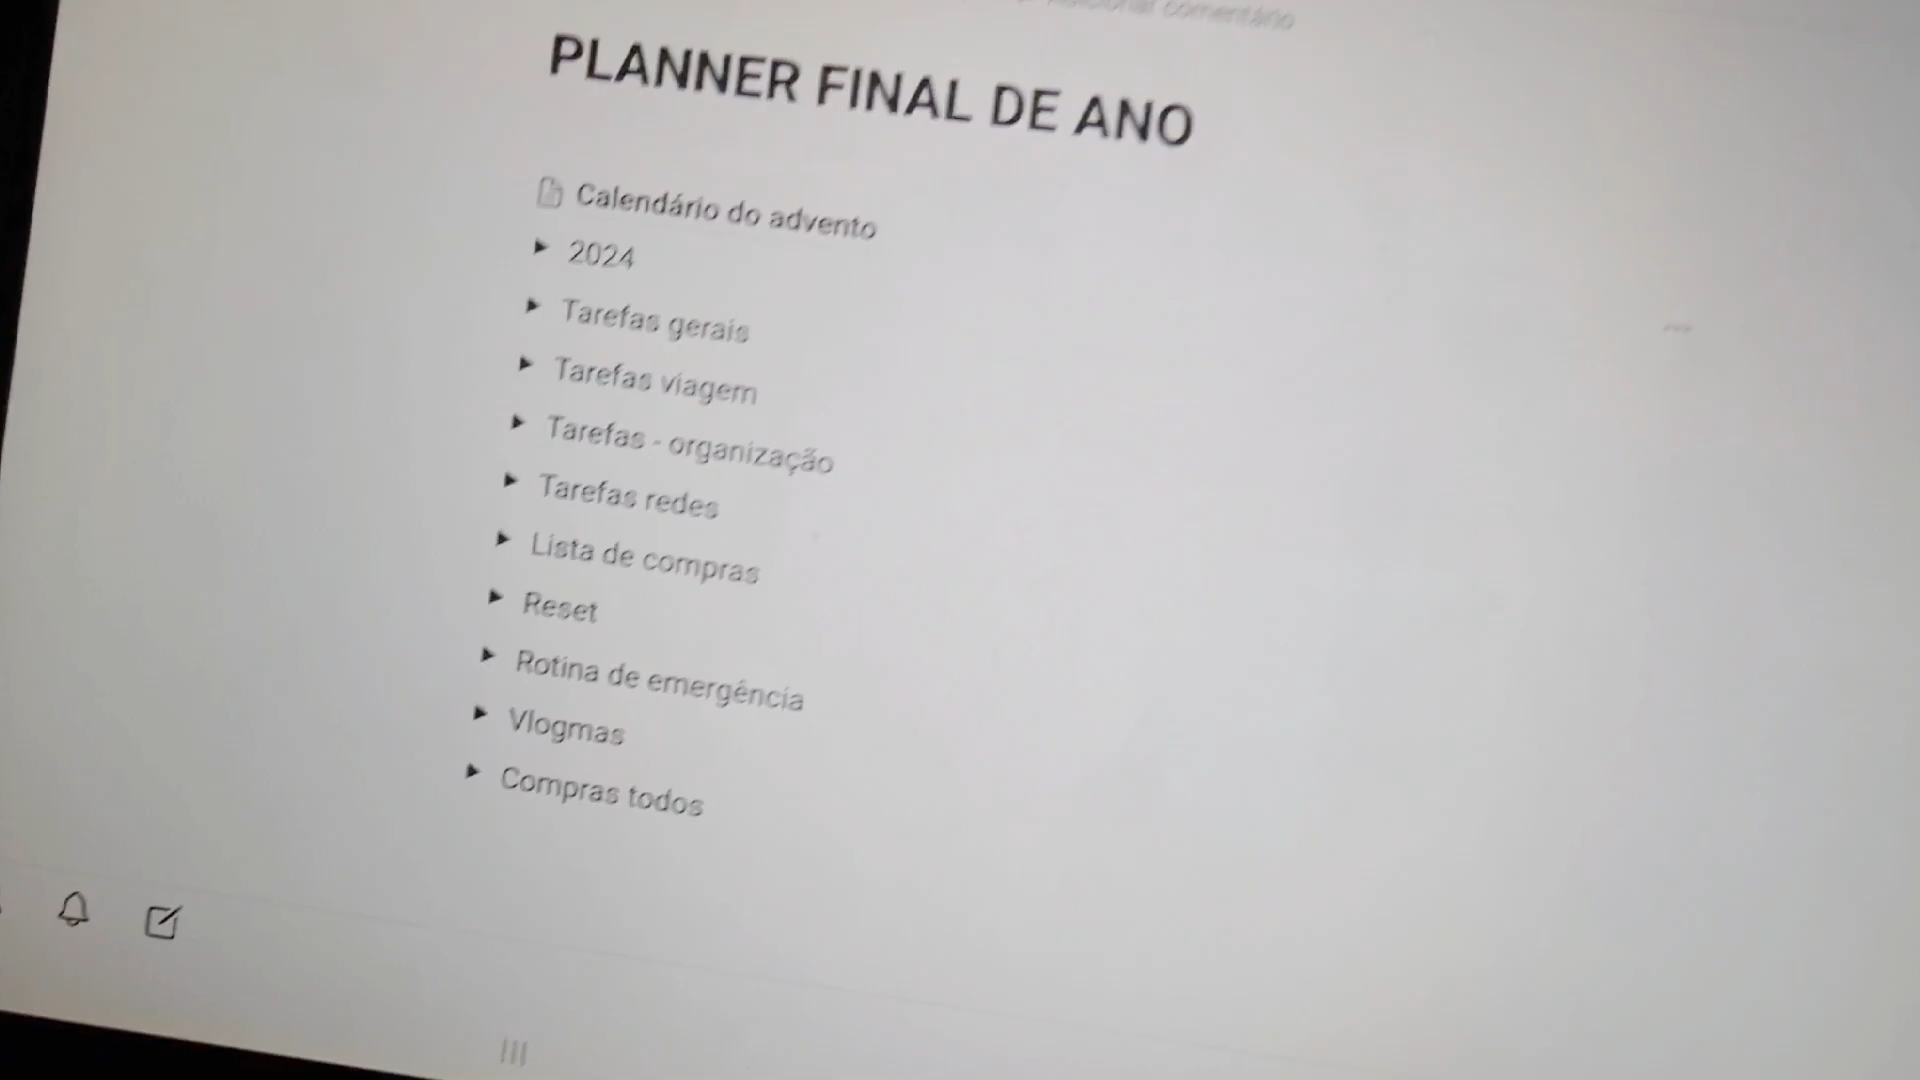 comentário
PLANNER FINAL DE ANO
Calendário do advento
2024
Tarefas gerais
Tarefas viagem
Tarefas - organização
Tarefas redes
Lista de compras
Reset
Rotina de emergência
Vlogmas
Compras todos